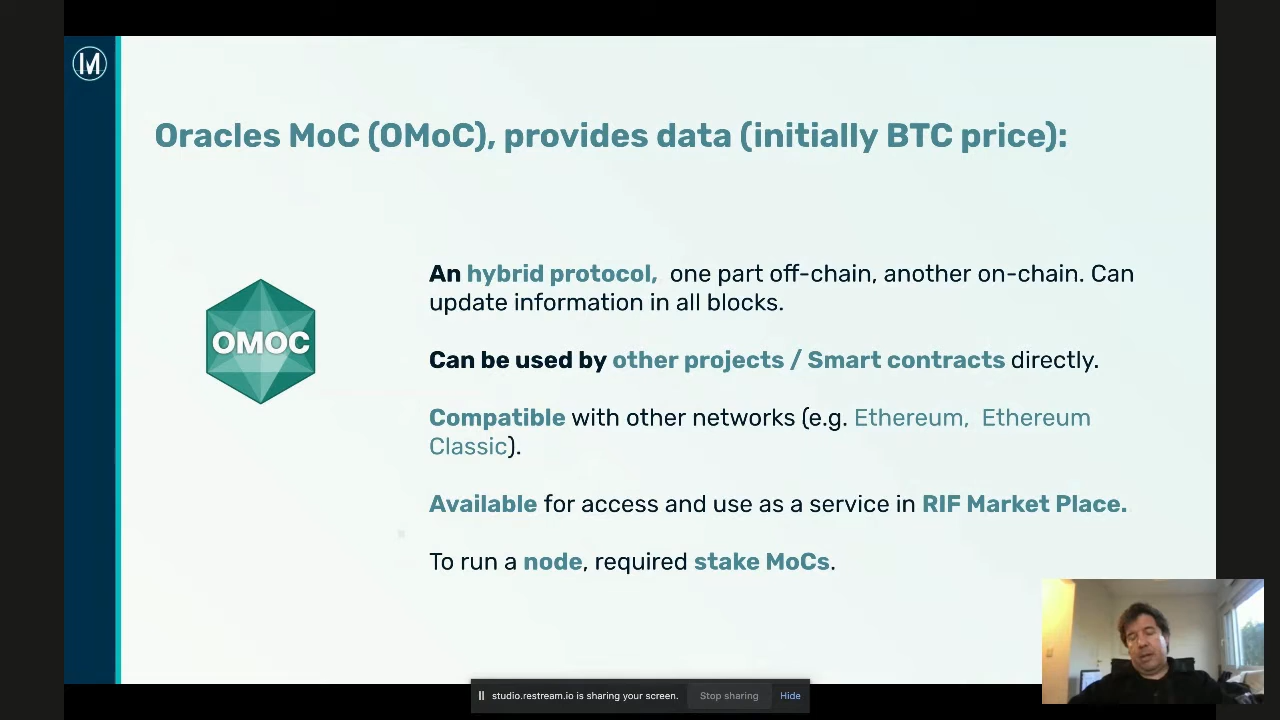 M
Oracles MoC (OMoC), provides data (initially BTC price):
OMOC
An hybrid protocol, one part off-chain, another on-chain. Can
update information in all blocks.
Can be used by other projects / Smart contracts directly.
Compatible with other networks (e.g. Ethereum, Ethereum
Classic).
Available for access and use as a service in RIF Market Place.
To run a node, required stake MoCs.
studio.restream.io is sharing your screen. Stop sharing Hide